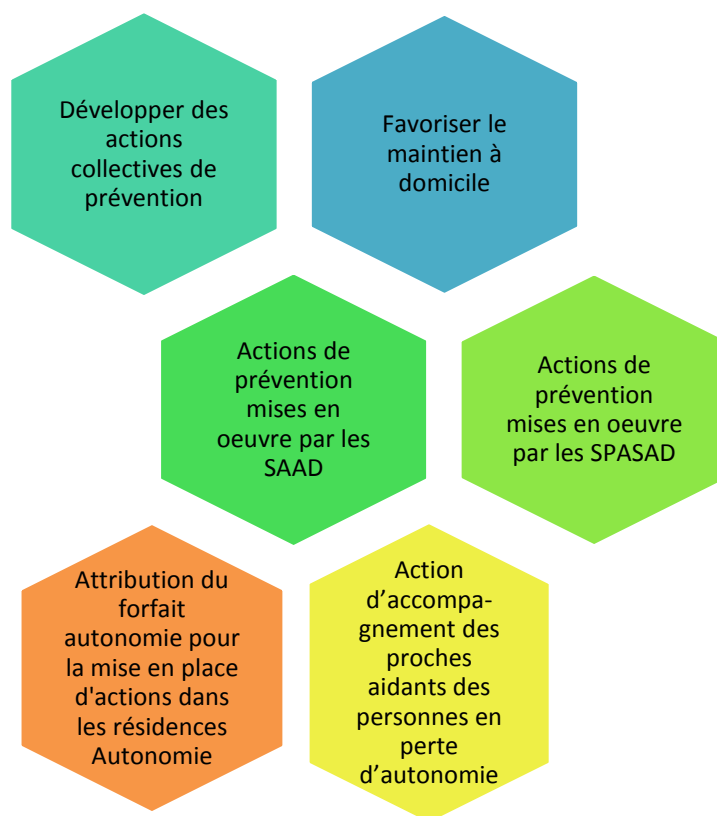 Développer des
actions
collectives de
prévention
Favoriser le
maintien à
domicile
Actions de
prévention
mises en
oeuvre par les
SAAD
Actions de
prévention
mises en oeuvre
par les SPASAD
Attribution du
forfait
autonomie pour
la mise en place
d'actions dans
les résidences
Autonomie
Action
d’accompa-
gnement des
proches
aidants des
personnes en
perte
d’autonomie